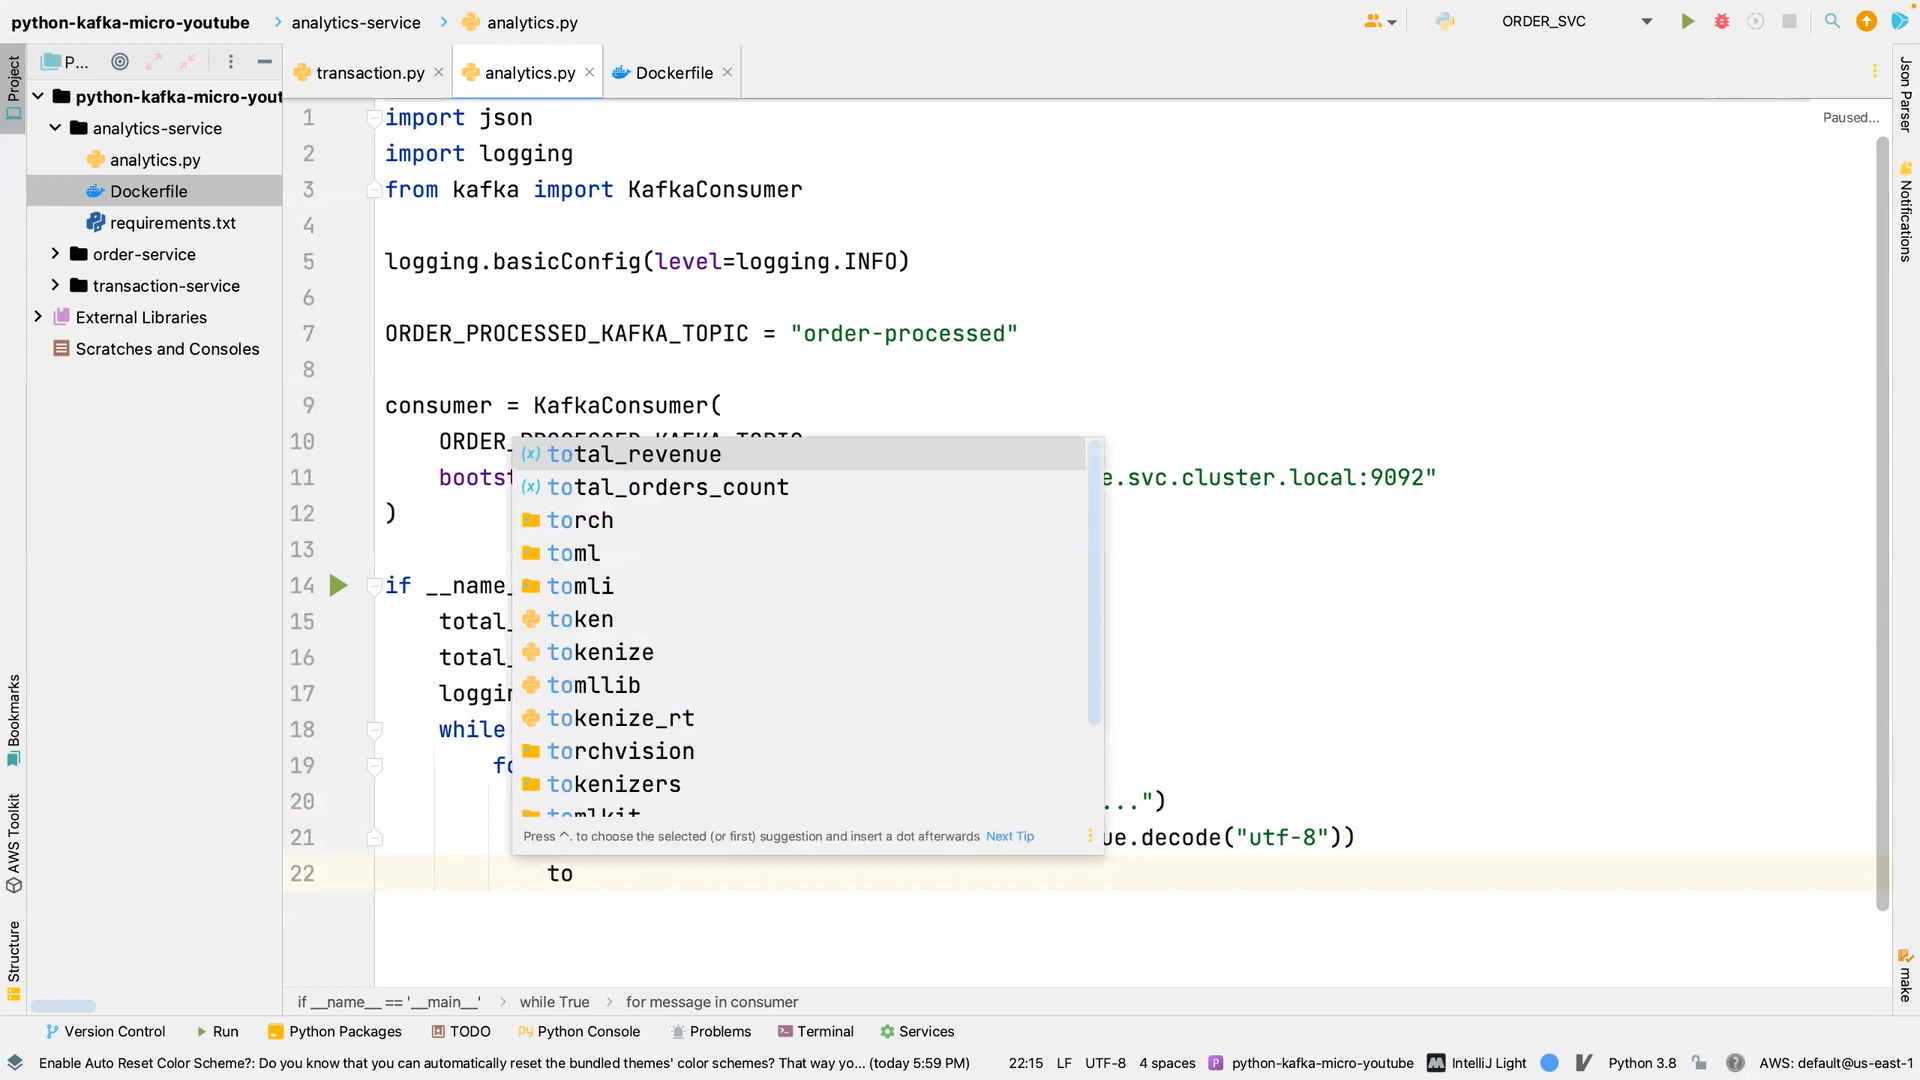 python-kafka-micro-youtube
analytics-service
analytics.py
ORDER_SVC
Project
P...
transaction.py
analytics.py
Dockerfile
python-kafka-micro-yout
analytics-service
analytics.py
Dockerfile
requirements.txt
order-service
transaction-service
External Libraries
Scratches and Consoles
Paused...
1 import json
2 import logging
3 from kafka import KafkaConsumer
4
5 logging.basicConfig(level=logging.INFO)
6
7 ORDER_PROCESSED_KAFKA_TOPIC = "order-processed"
8
9 consumer = KafkaConsumer(
10 ORDER_PROCESSED_KAFKA_TOPIC
11 bootst e.svc.cluster.local:9092"
12 )
13
14 if __name_
15 total_
16 total_
17 loggin
18 while
19 fo
20 ...")
21 ue.decode("utf-8"))
22 to
total_revenue
total_orders_count
torch
toml
tomli
token
tokenize
tomllib
tokenize_rt
torchvision
tokenizers
tomlkit
Press ^. to choose the selected (or first) suggestion and insert a dot afterwards Next Tip
if __name__ == '__main__' while True for message in consumer
Json Parser
Notifications
make
Bookmarks
AWS Toolkit
Structure
Version Control
Run
Python Packages
TODO
Python Console
Problems
Terminal
Services
Enable Auto Reset Color Scheme?: Do you know that you can automatically reset the bundled themes' color schemes? That way yo... (today 5:59 PM)
22:15 LF UTF-8 4 spaces python-kafka-micro-youtube IntelliJ Light Python 3.8 AWS: default@us-east-1